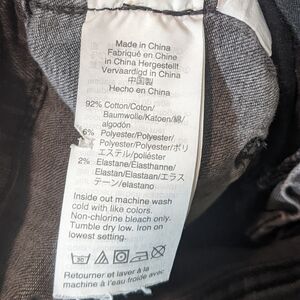 Made in China
Fabriqué en Chine
in China Hergestellt
Vervaardigd in China
中国製
Hecho en China
92% Cotton/Coton/
Baumwolle/Katoen/綿/
algodón
6% Polyester/Polyester/
Polyester/Polyester/ポリ
エステル/poliéster
2% Elastane/Élasthanne/
Elastan/Elastaan/エラス
テーン/elastano
Inside out machine wash
cold with like colors.
Non-chlorine bleach only.
Tumble dry low. Iron on
lowest setting.
30
Retourner et laver à la
machine à l'eau froide